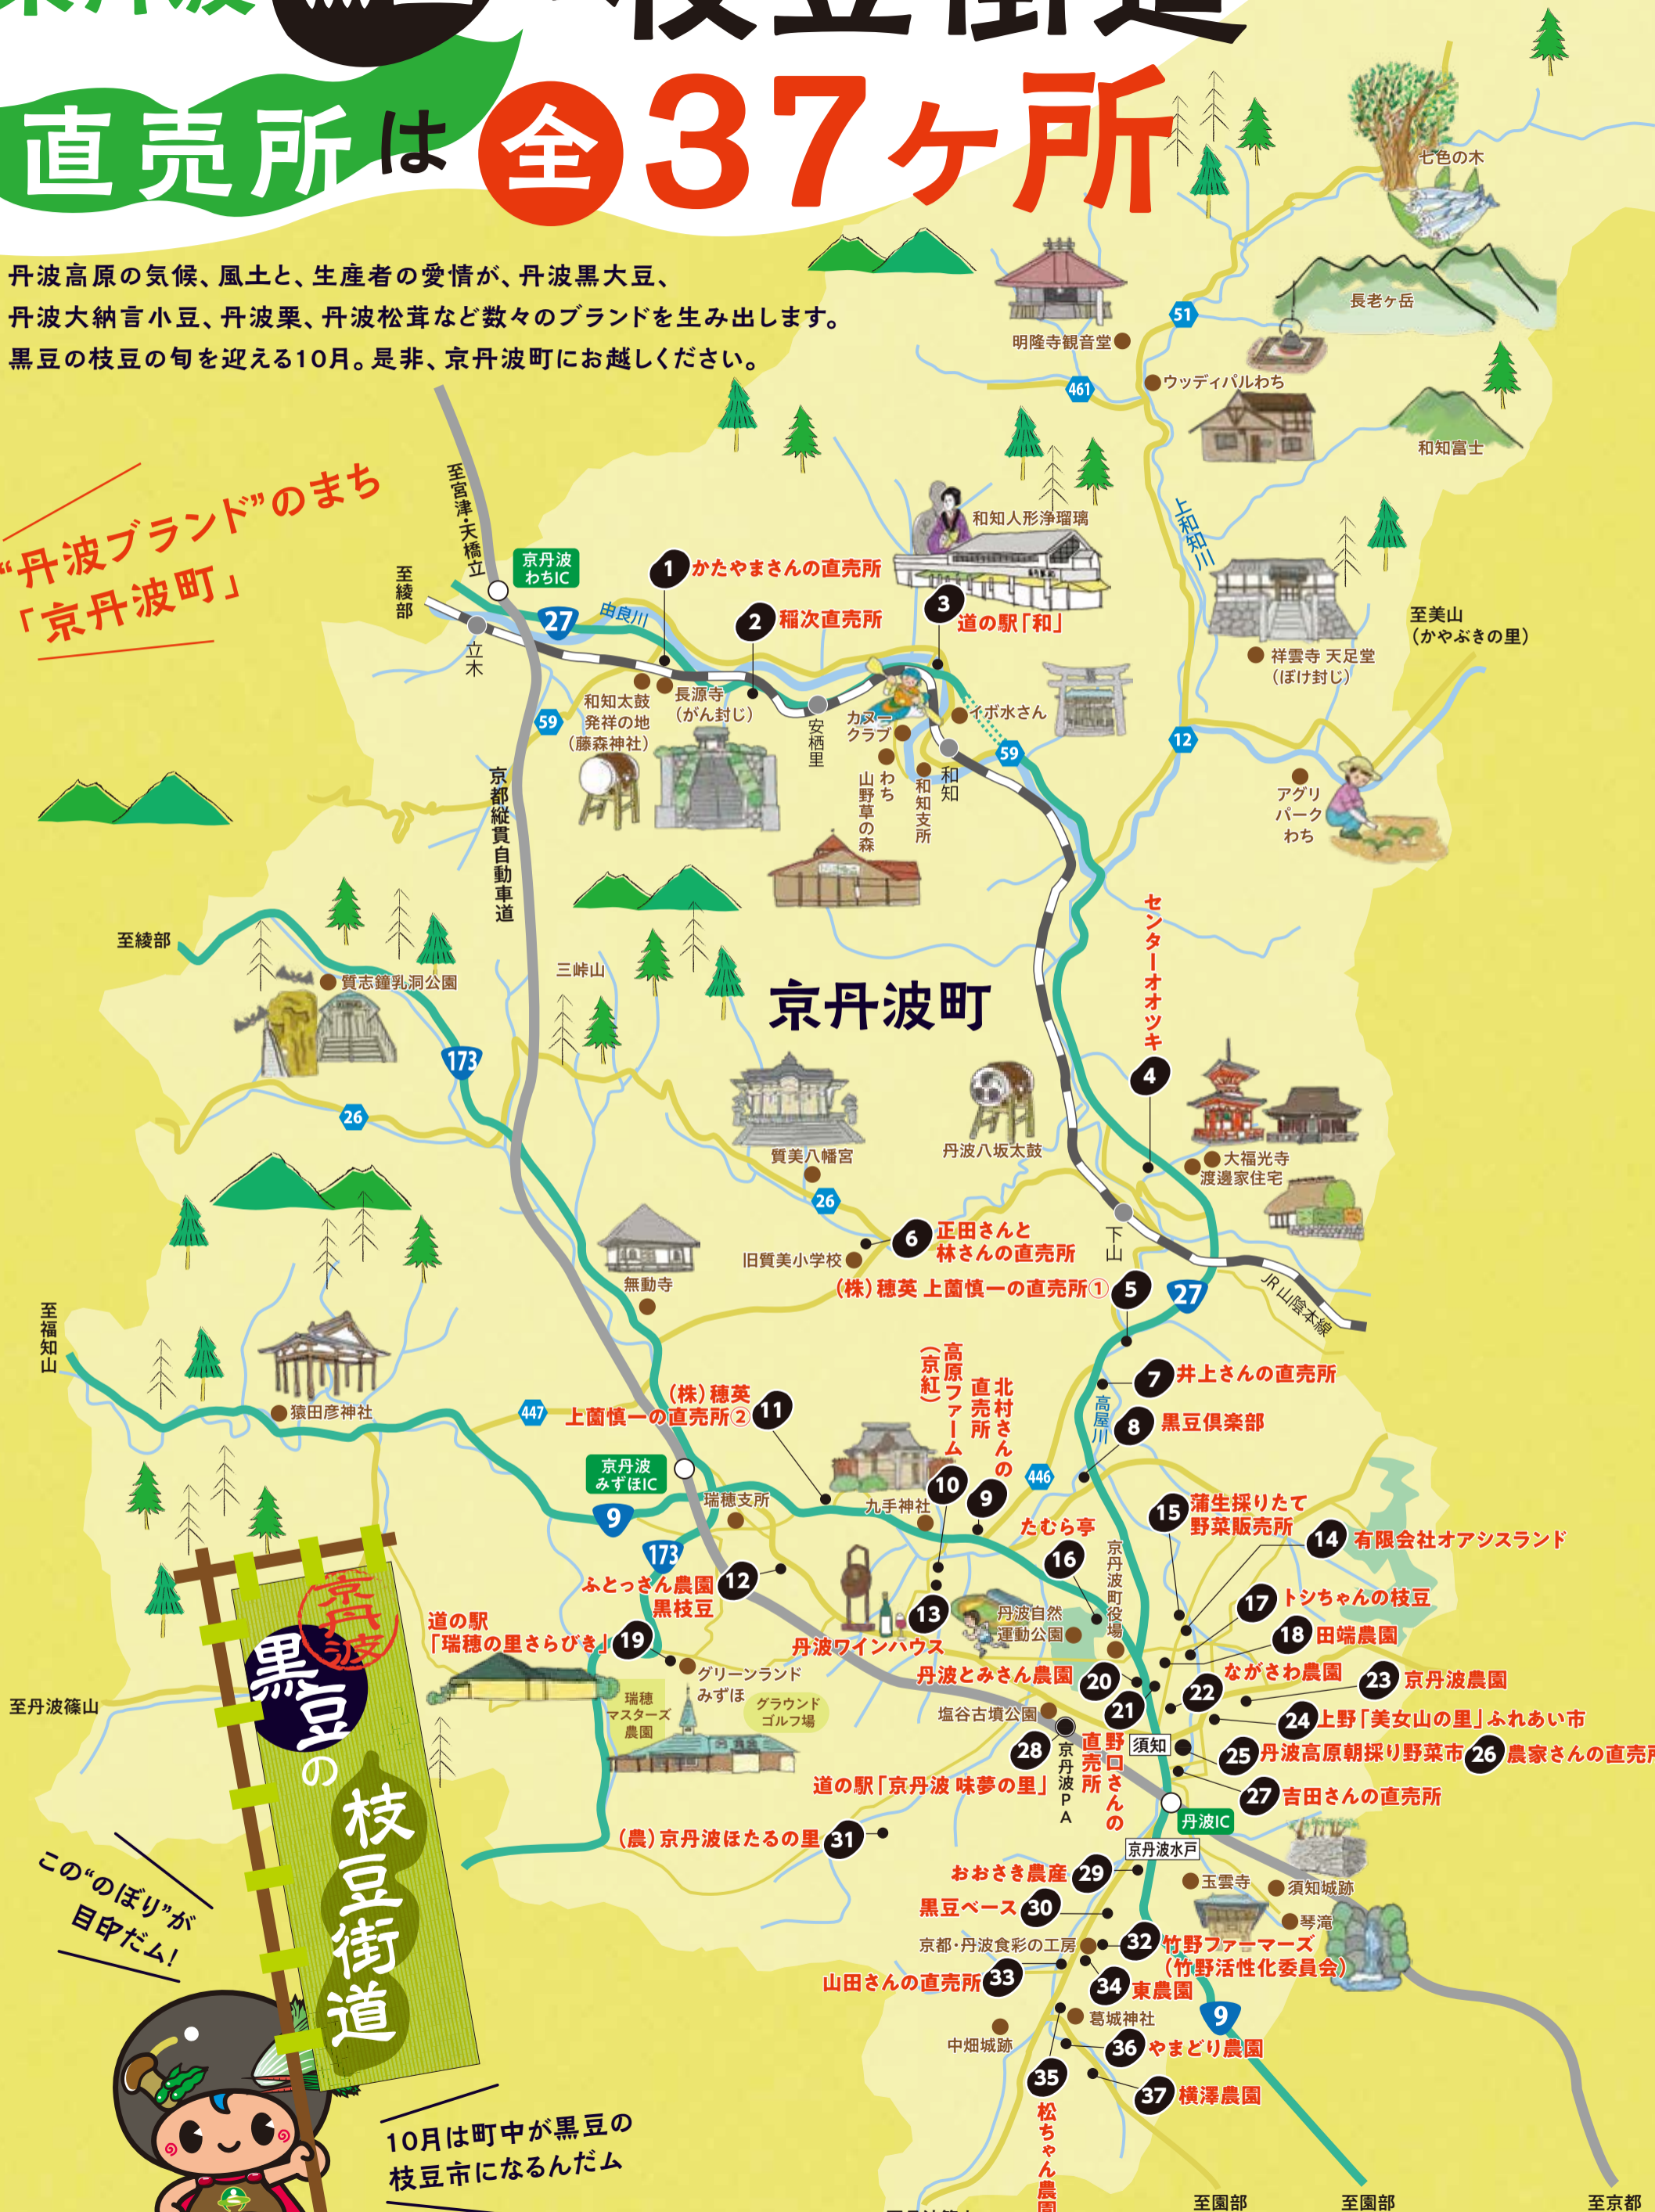 直売所は全37ヶ所
丹波高原の気候、風土と、生産者の愛情が、丹波黒大豆、
丹波大納言小豆、丹波栗、丹波松茸など数々のブランドを生み出します。
黒豆の枝豆の旬を迎える10月。是非、京丹波町にお越しください。
“丹波ブランド”のまち
「京丹波町」
七色の木
長老ヶ岳
51
明隆寺観音堂
461
ウッディパルわち
和知富士
上和知川
至宮津・天橋立
至綾部
京丹波
わちIC
立木
27
由良川
1 かたやまさんの直売所
2 稲次直売所
和知人形浄瑠璃
3 道の駅「和」
祥雲寺 天足堂
（ぼけ封じ）
至美山
（かやぶきの里）
59
和知太鼓
発祥の地
（藤森神社）
長源寺
（がん封じ）
安栖里
カヌー
クラブ
イボ水さん
わち
山野草の森
和知支所
和知
59
12
アグリ
パーク
わち
京都縦貫自動車道
至綾部
質志鐘乳洞公園
三峠山
173
26
京丹波町
センターオオツキ
4
質美八幡宮
丹波八坂太鼓
大福光寺
渡邊家住宅
26
下山
6 正田さんと
林さんの直売所
旧質美小学校
無動寺
（株）穂英 上薗慎一の直売所① 5
27
JR山陰本線
至福知山
猿田彦神社
447
（株）穂英
上薗慎一の直売所② 11
高原ファーム
（京紅）
10
北村さんの
直売所
9
7 井上さんの直売所
高屋川
8 黒豆倶楽部
446
京丹波
みずほIC
9
瑞穂支所
九手神社
173
たむら亭
16
京丹波町役場
15 蒲生採りたて
野菜販売所
14 有限会社オアシスランド
ふとっさん農園
黒枝豆
12
13
丹波ワインハウス
丹波自然
運動公園
17 トシちゃんの枝豆
18 田端農園
道の駅
「瑞穂の里さらびき」 19
グリーンランド
みずほ
瑞穂
マスターズ
農園
グラウンド
ゴルフ場
丹波とみさん農園 20
21
野口さんの
直売所
22 ながさわ農園
23 京丹波農園
24 上野「美女山の里」ふれあい市
塩谷古墳公園
28
道の駅「京丹波 味夢の里」
京丹波PA
須知
25 丹波高原朝採り野菜市
26 農家さんの直売所
27 吉田さんの直売所
丹波IC
京丹波水戸
（農）京丹波ほたるの里 31
おおさき農産 29
黒豆ベース 30
玉雲寺
須知城跡
琴滝
京都・丹波食彩の工房
32 竹野ファーマーズ
（竹野活性化委員会）
山田さんの直売所 33
34 東農園
9
葛城神社
中畑城跡
36 やまどり農園
35
松ちゃん農園
37 横澤農園
至丹波篠山
京丹波
黒豆の
枝豆街道
この“のぼり”が
目印だム！
10月は町中が黒豆の
枝豆市になるんだム
至園部
至園部
至京都